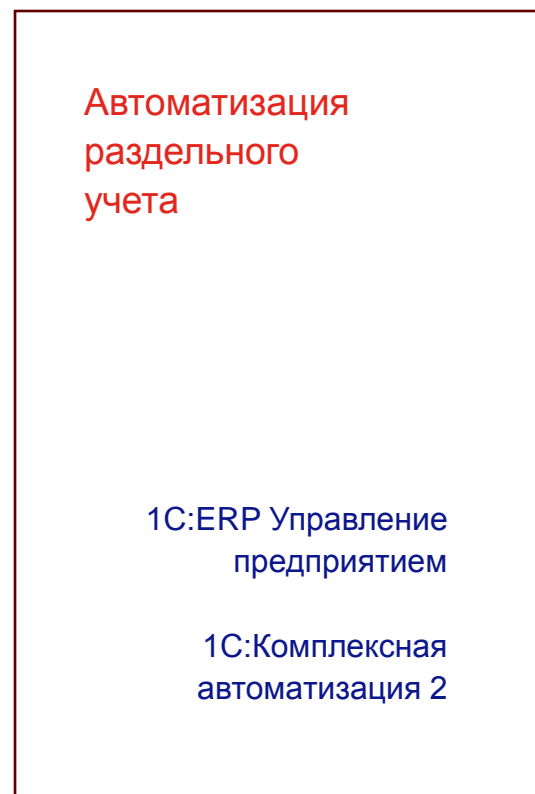 Автоматизация
раздельного
учета
1С:ERP Управление
предприятием
1С:Комплексная
автоматизация 2